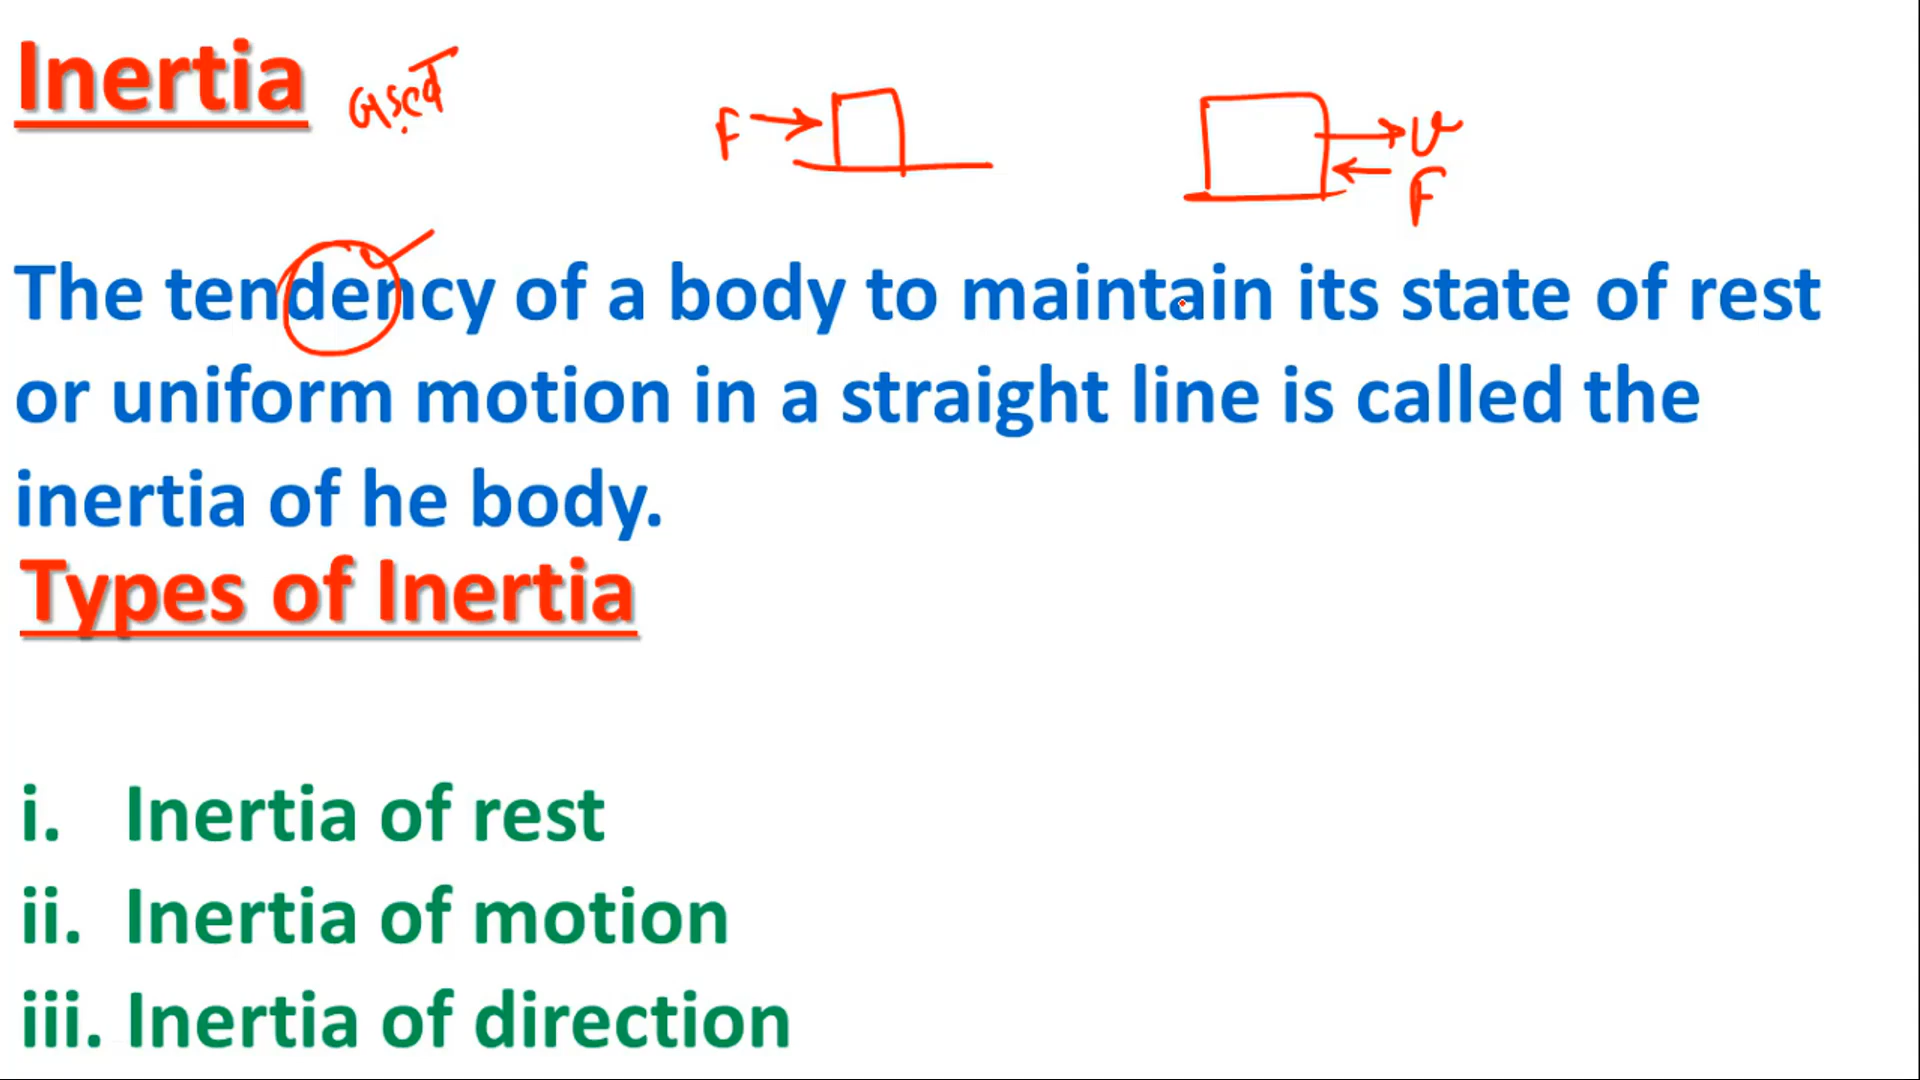 Inertia
F
v
F
The tendency of a body to maintain its state of rest
or uniform motion in a straight line is called the
inertia of he body.
Types of Inertia
i. Inertia of rest
ii. Inertia of motion
iii. Inertia of direction